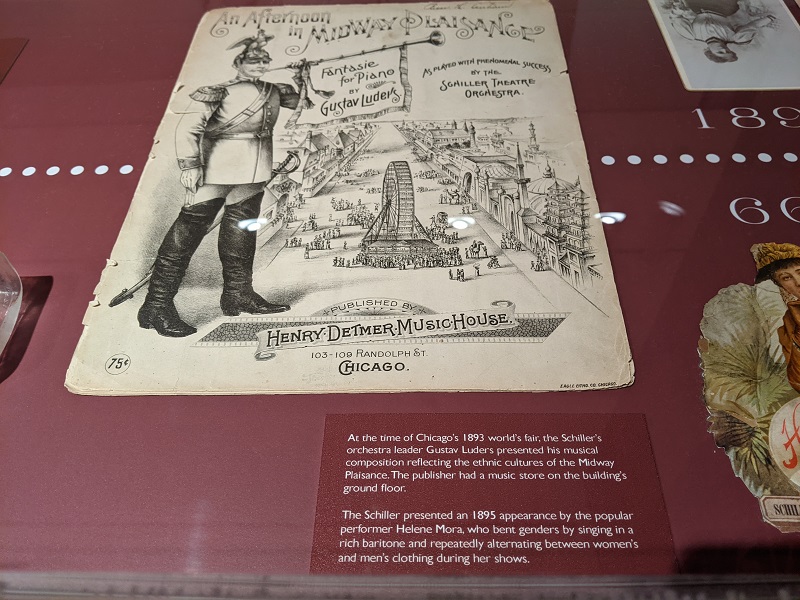 An Afternoon
in MIDWAY PLAISANCE
Fantasie
for Piano
BY
Gustav Luders
AS PLAYED WITH PHENOMENAL SUCCESS
BY THE
SCHILLER THEATRE
ORCHESTRA.
189
66
PUBLISHED BY
HENRY DETMER MUSIC HOUSE.
103-109 RANDOLPH ST.
CHICAGO.
75¢
EAGLE LITHO. CO. CHICAGO
At the time of Chicago's 1893 world's fair, the Schiller's
orchestra leader Gustav Luders presented his musical
composition reflecting the ethnic cultures of the Midway
Plaisance. The publisher had a music store on the building's
ground floor.
The Schiller presented an 1895 appearance by the popular
performer Helene Mora, who bent genders by singing in a
rich baritone and repeatedly alternating between women's
and men's clothing during her shows.